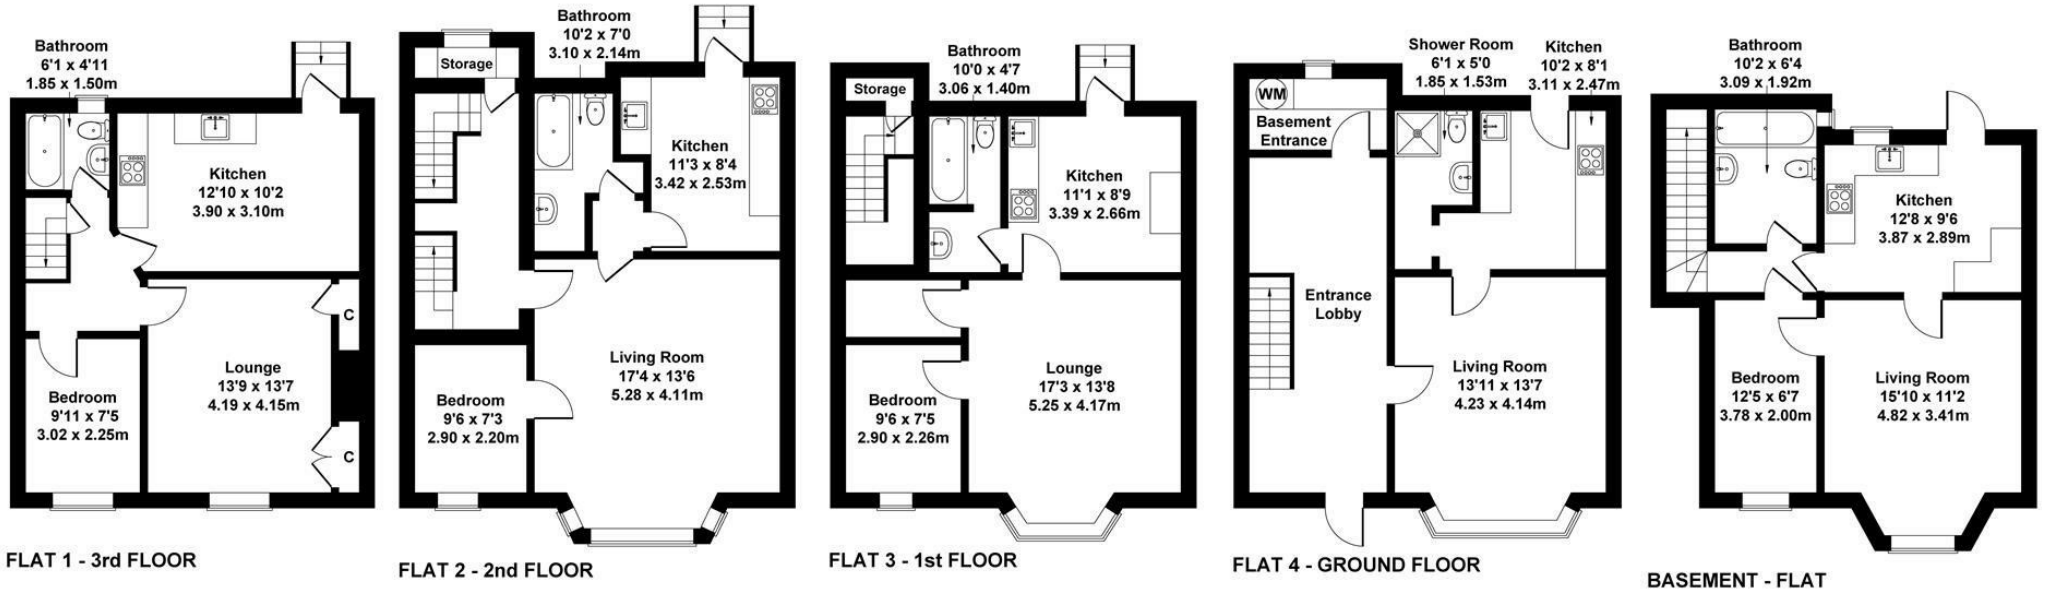 Bathroom
6'1 x 4'11
1.85 x 1.50m
Kitchen
12'10 x 10'2
3.90 x 3.10m
C
Lounge
13'9 x 13'7
4.19 x 4.15m
Bedroom
9'11 x 7'5
3.02 x 2.25m
C
FLAT 1 - 3rd FLOOR
Bathroom
10'2 x 7'0
3.10 x 2.14m
Storage
Kitchen
11'3 x 8'4
3.42 x 2.53m
Living Room
17'4 x 13'6
5.28 x 4.11m
Bedroom
9'6 x 7'3
2.90 x 2.20m
FLAT 2 - 2nd FLOOR
Bathroom
10'0 x 4'7
3.06 x 1.40m
Storage
Kitchen
11'1 x 8'9
3.39 x 2.66m
Lounge
17'3 x 13'8
5.25 x 4.17m
Bedroom
9'6 x 7'5
2.90 x 2.26m
FLAT 3 - 1st FLOOR
Shower Room
6'1 x 5'0
1.85 x 1.53m
Kitchen
10'2 x 8'1
3.11 x 2.47m
WM
Basement
Entrance
Entrance
Lobby
Living Room
13'11 x 13'7
4.23 x 4.14m
FLAT 4 - GROUND FLOOR
Bathroom
10'2 x 6'4
3.09 x 1.92m
Kitchen
12'8 x 9'6
3.87 x 2.89m
Bedroom
12'5 x 6'7
3.78 x 2.00m
Living Room
15'10 x 11'2
4.82 x 3.41m
BASEMENT - FLAT